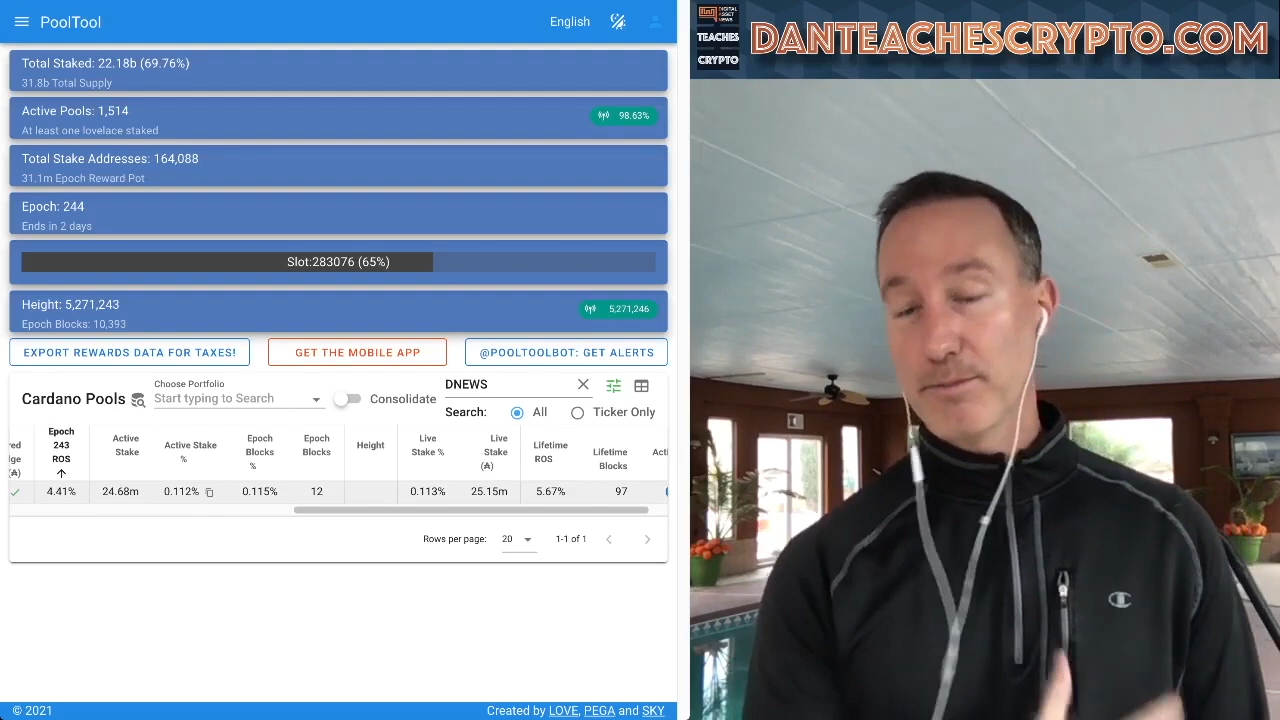 PoolTool
English
Total Staked: 22.18b (69.76%)
31.8b Total Supply
Active Pools: 1,514
98.63%
At least one lovelace staked
Total Stake Addresses: 164,088
31.1m Epoch Reward Pot
Epoch: 244
Ends in 2 days
Slot:283076 (65%)
Height: 5,271,243
5,271,246
Epoch Blocks: 10,393
EXPORT REWARDS DATA FOR TAXES!
GET THE MOBILE APP
@POOLTOOLBOT: GET ALERTS
Cardano Pools
Choose Portfolio
Start typing to Search
Consolidate
DNEWS
Search:
All
Ticker Only
red
lge
(₳)
Epoch
243
ROS
Active
Stake
Active Stake
%
Epoch
Blocks
%
Epoch
Blocks
Height
Live
Stake %
Live
Stake
(₳)
Lifetime
ROS
Lifetime
Blocks
Acti
4.41%
24.68m
0.112%
0.115%
12
0.113%
25.15m
5.67%
97
Rows per page:
20
1-1 of 1
© 2021
Created by LOVE, PEGA and SKY
DIGITAL
ASSET
NEWS
TEACHES
CRYPTO
DANTEACHESCRYPTO.COM